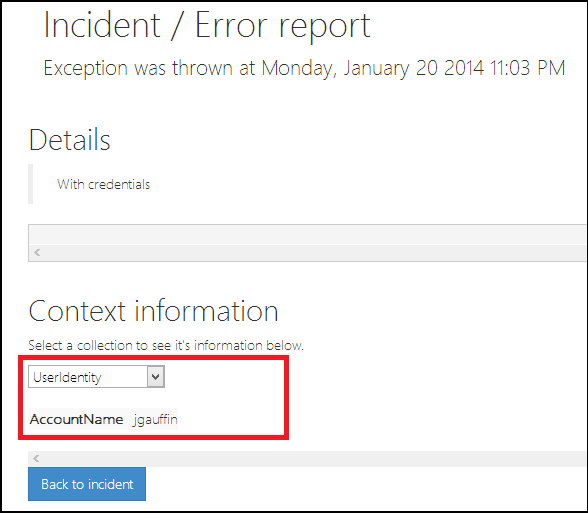 Incident / Error report
Exception was thrown at Monday, January 20 2014 11:03 PM
Details
With credentials
Context information
Select a collection to see it's information below.
UserIdentity
AccountName jgauffin
Back to incident